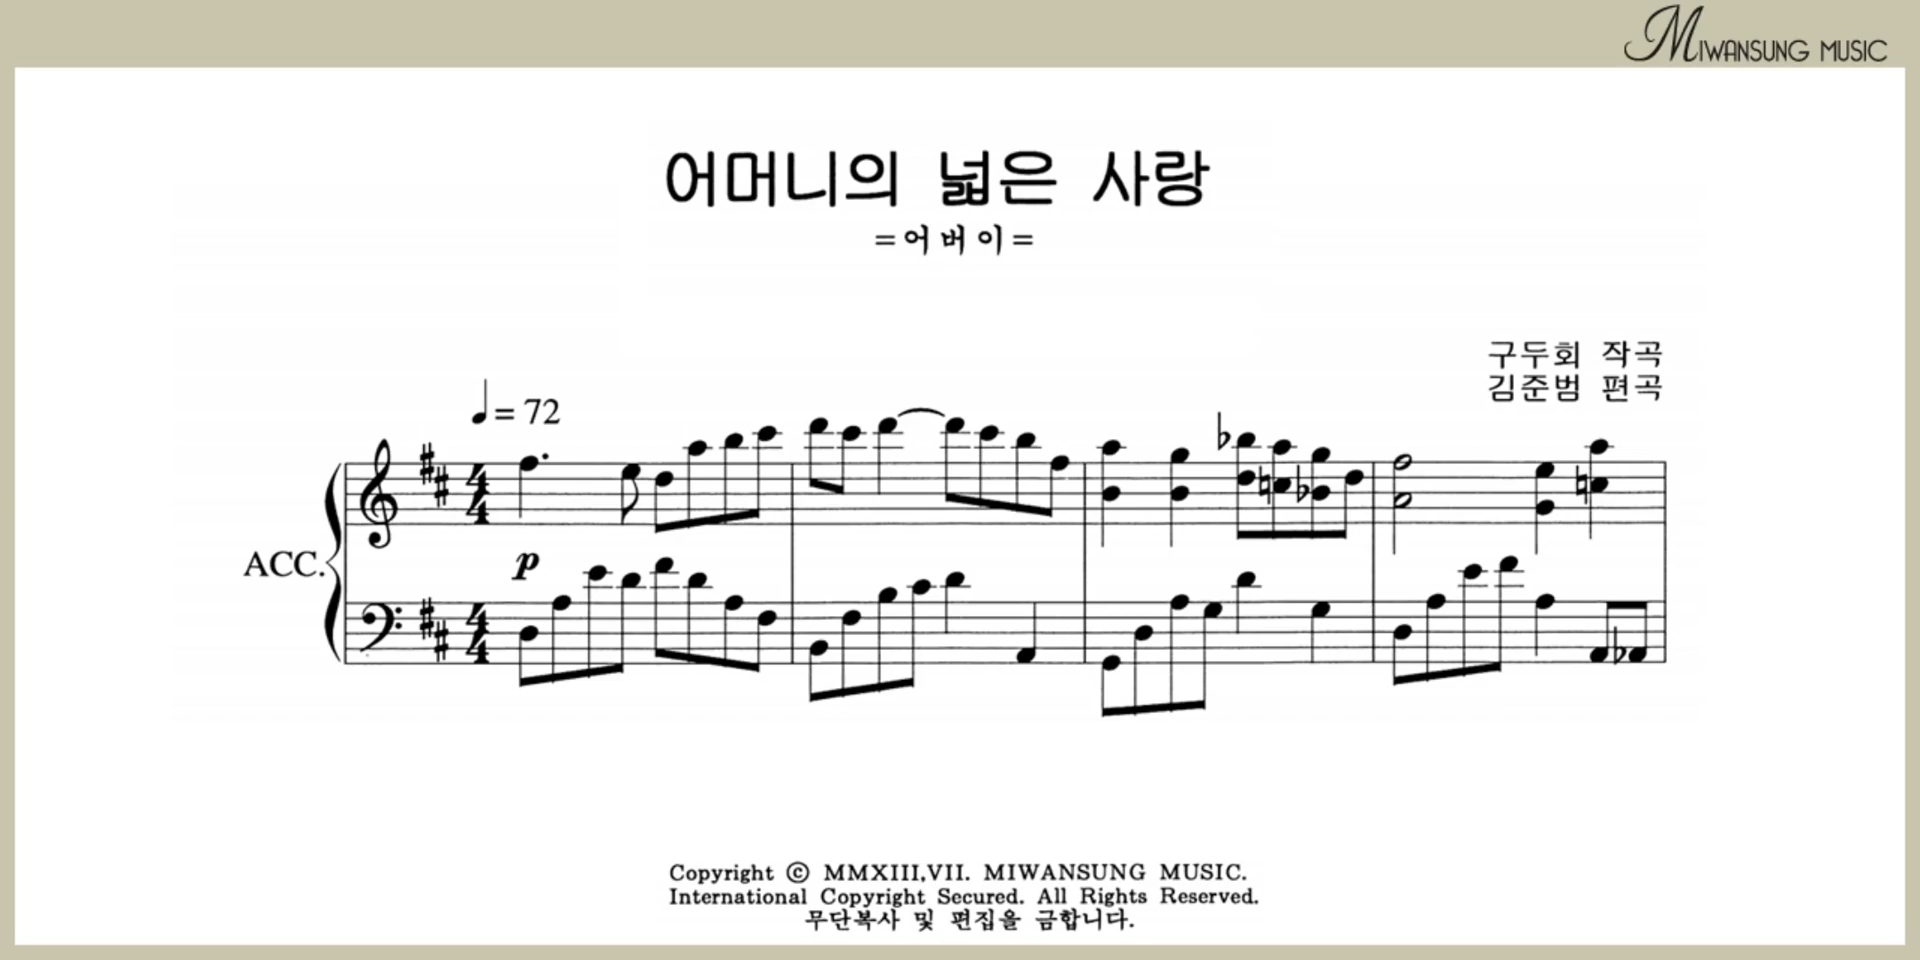 MIWANSUNG MUSIC
어머니의 넓은 사랑
=어버이=
구두회 작곡
김준범 편곡
♩= 72
ACC.
p
Copyright ⓒ MMXIII,VII. MIWANSUNG MUSIC.
International Copyright Secured. All Rights Reserved.
무단복사 및 편집을 금합니다.